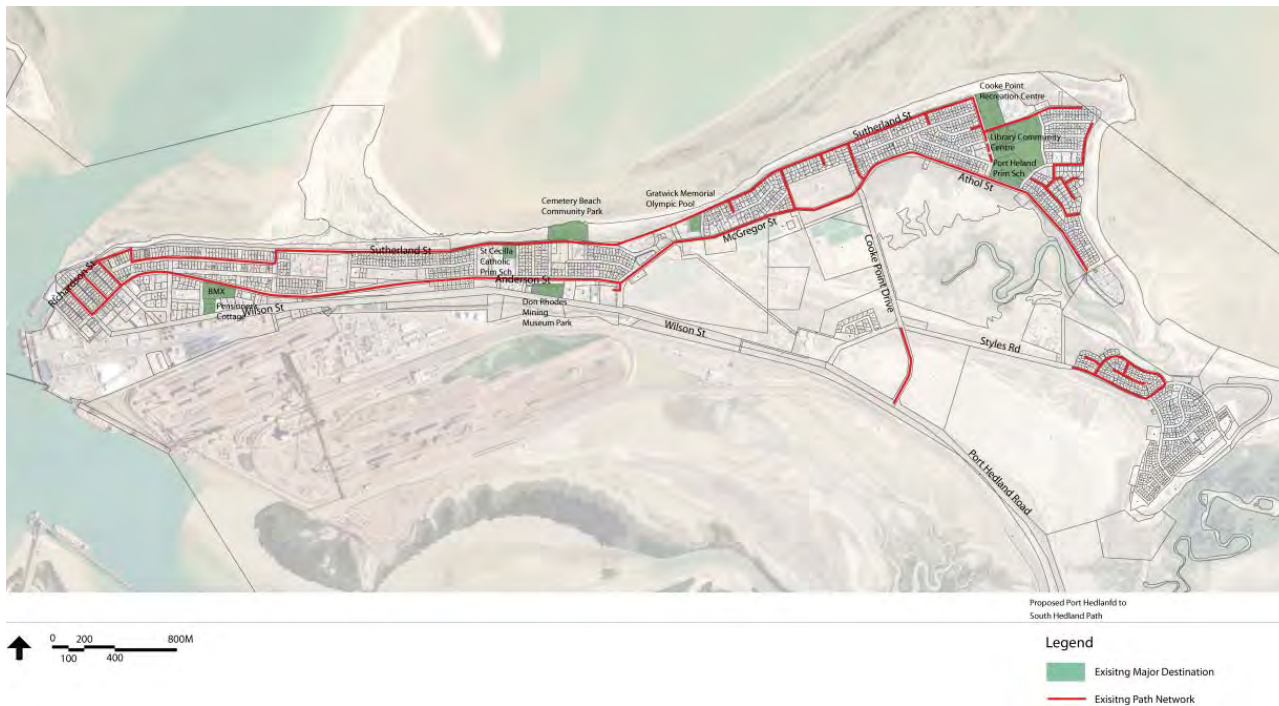 Cooke Point
Recreation Centre
Sutherland St
Library Community
Centre
Port Heland
Prim Sch
Athol St
Gratwick Memorial
Olympic Pool
Cemetery Beach
Community Park
McGregor St
Sutherland St
St Cecilia
Catholic
Prim Sch
Anderson St
Richardson St
BMX
Penisnors
Cottage
Wilson St
Don Rhodes
Mining
Museum Park
Wilson St
Cooke Point Drive
Styles Rd
Port Hedland Road
Proposed Port Hedlanfd to
South Hedland Path
0 200 800M
100 400
Legend
Exisitng Major Destination
Exisitng Path Network